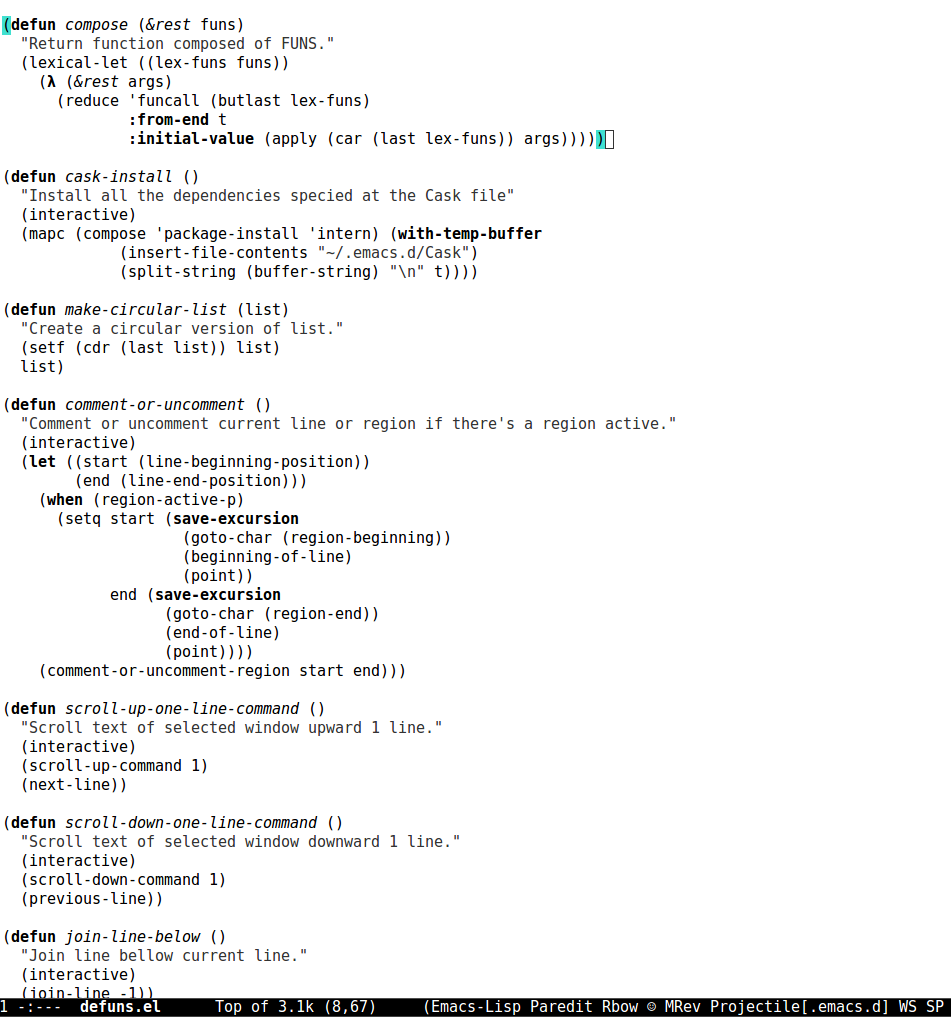 (defun compose (&rest funs)
  "Return function composed of FUNS."
  (lexical-let ((lex-funs funs))
    (λ (&rest args)
      (reduce 'funcall (butlast lex-funs)
              :from-end t
              :initial-value (apply (car (last lex-funs)) args)))))

(defun cask-install ()
  "Install all the dependencies specied at the Cask file"
  (interactive)
  (mapc (compose 'package-install 'intern) (with-temp-buffer
             (insert-file-contents "~/.emacs.d/Cask")
             (split-string (buffer-string) "\n" t))))

(defun make-circular-list (list)
  "Create a circular version of list."
  (setf (cdr (last list)) list)
  list)

(defun comment-or-uncomment ()
  "Comment or uncomment current line or region if there's a region active."
  (interactive)
  (let ((start (line-beginning-position))
        (end (line-end-position)))
    (when (region-active-p)
      (setq start (save-excursion
                    (goto-char (region-beginning))
                    (beginning-of-line)
                    (point))
            end (save-excursion
                  (goto-char (region-end))
                  (end-of-line)
                  (point))))
    (comment-or-uncomment-region start end)))

(defun scroll-up-one-line-command ()
  "Scroll text of selected window upward 1 line."
  (interactive)
  (scroll-up-command 1)
  (next-line))

(defun scroll-down-one-line-command ()
  "Scroll text of selected window downward 1 line."
  (interactive)
  (scroll-down-command 1)
  (previous-line))

(defun join-line-below ()
  "Join line bellow current line."
  (interactive)
  (join-line -1))
1 -:---  defuns.el      Top of 3.1k (8,67)     (Emacs-Lisp Paredit Rbow ☺ MRev Projectile[.emacs.d] WS SP